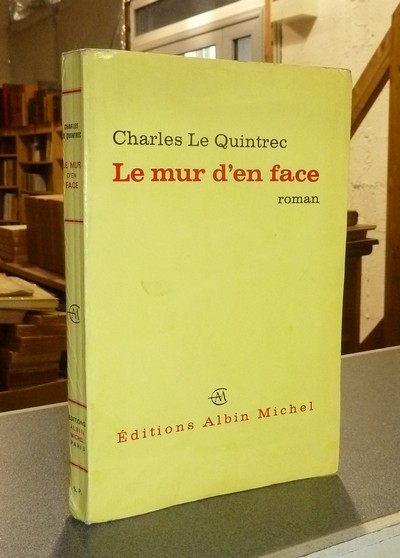 Charles Le Quintrec
Le mur d'en face
roman
Éditions Albin Michel
CHARLES
LE QUINTREC
LE MUR
D'EN
FACE
EDITIONS
ALBIN
MICHEL
PARIS